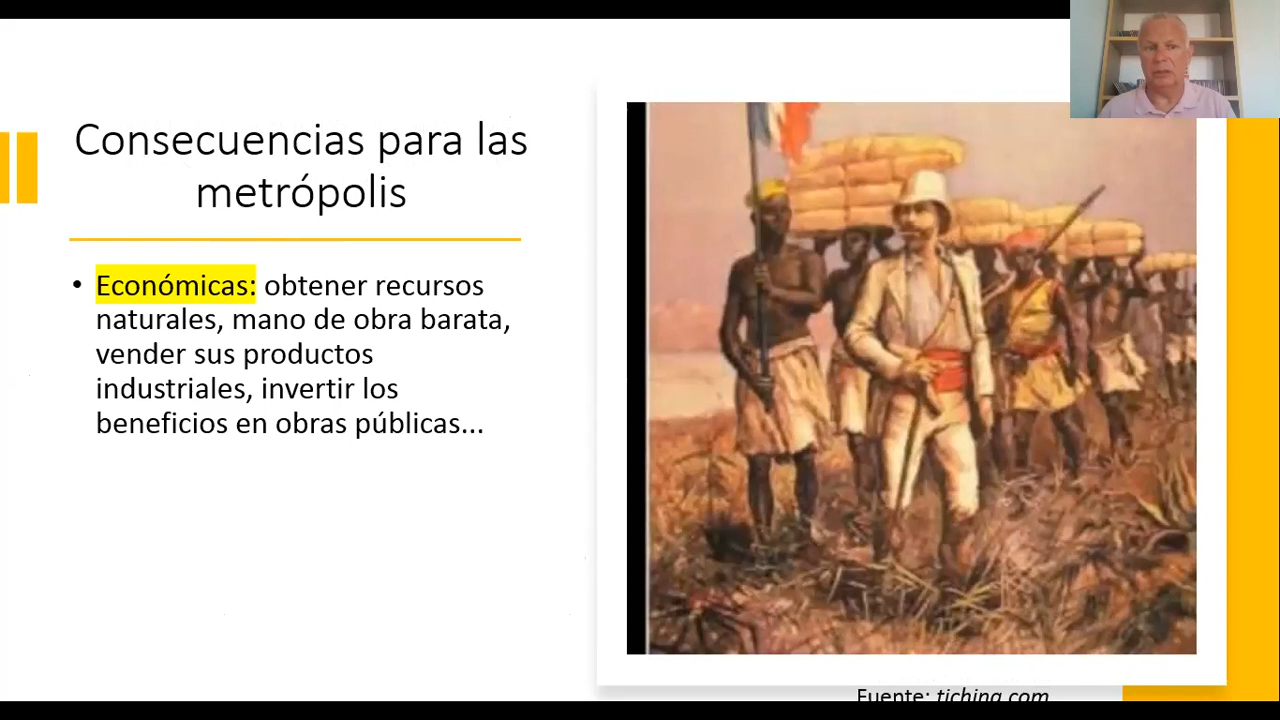 Consecuencias para las
metrópolis
• Económicas: obtener recursos
naturales, mano de obra barata,
vender sus productos
industriales, invertir los
beneficios en obras públicas...
Fuente: tiching.com